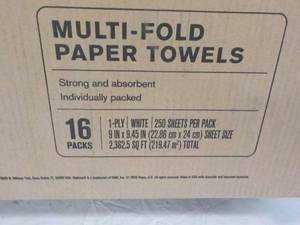 MULTI-FOLD
PAPER TOWELS
Strong and absorbent
Individually packed
16
PACKS
1-PLY | WHITE | 250 SHEETS PER PACK
9 IN x 9.45 IN (22.86 cm x 24 cm) SHEET SIZE
2,362.5 SQ FT (219.47 m²) TOTAL